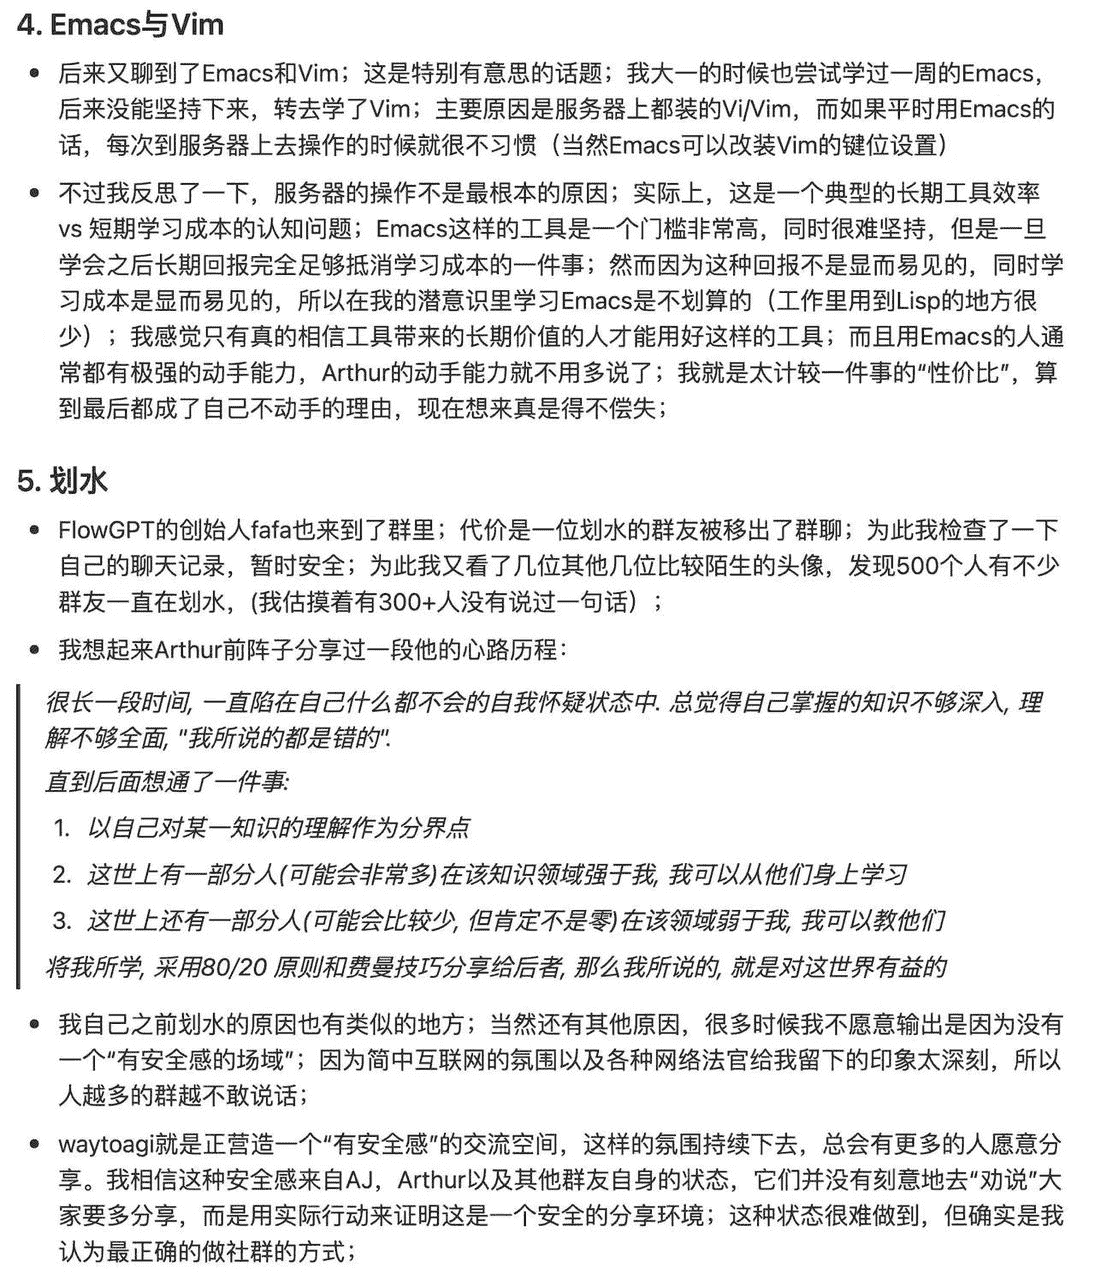 4. Emacs与Vim
后来又聊到了Emacs和Vim；这是特别有意思的话题；我大一的时候也尝试学过一周的Emacs，
后来没能坚持下来，转去学了Vim；主要原因是服务器上都装的Vi/Vim，而如果平时用Emacs的
话，每次到服务器上去操作的时候就很不习惯（当然Emacs可以改装Vim的键位设置）
不过我反思了一下，服务器的操作不是最根本的原因；实际上，这是一个典型的长期工具效率
vs 短期学习成本的认知问题；Emacs这样的工具是一个门槛非常高，同时很难坚持，但是一旦
学会之后长期回报完全足够抵消学习成本的一件事；然而因为这种回报不是显而易见的，同时学
习成本是显而易见的，所以在我的潜意识里学习Emacs是不划算的（工作里用到Lisp的地方很
少）；我感觉只有真的相信工具带来的长期价值的人才能用好这样的工具；而且用Emacs的人通
常都有极强的动手能力，Arthur的动手能力就不用多说了；我就是太计较一件事的“性价比”，算
到最后都成了自己不动手的理由，现在想来真是得不偿失；
5. 划水
FlowGPT的创始人fafa也来到了群里；代价是一位划水的群友被移出了群聊；为此我检查了一下
自己的聊天记录，暂时安全；为此我又看了几位其他几位比较陌生的头像，发现500个人有不少
群友一直在划水，(我估摸着有300+人没有说过一句话）；
我想起来Arthur前阵子分享过一段他的心路历程：
很长一段时间, 一直陷在自己什么都不会的自我怀疑状态中. 总觉得自己掌握的知识不够深入, 理
解不够全面, "我所说的都是错的".
直到后面想通了一件事:
1. 以自己对某一知识的理解作为分界点
2. 这世上有一部分人(可能会非常多)在该知识领域强于我, 我可以从他们身上学习
3. 这世上还有一部分人(可能会比较少, 但肯定不是零)在该领域弱于我, 我可以教他们
将我所学, 采用80/20 原则和费曼技巧分享给后者, 那么我所说的, 就是对这世界有益的
我自己之前划水的原因也有类似的地方；当然还有其他原因，很多时候我不愿意输出是因为没有
一个“有安全感的场域”；因为简中互联网的氛围以及各种网络法官给我留下的印象太深刻，所以
人越多的群越不敢说话；
waytoagi就是正营造一个“有安全感”的交流空间，这样的氛围持续下去，总会有更多的人愿意分
享。我相信这种安全感来自AJ，Arthur以及其他群友自身的状态，它们并没有刻意地去“劝说”大
家要多分享，而是用实际行动来证明这是一个安全的分享环境；这种状态很难做到，但确实是我
认为最正确的做社群的方式；